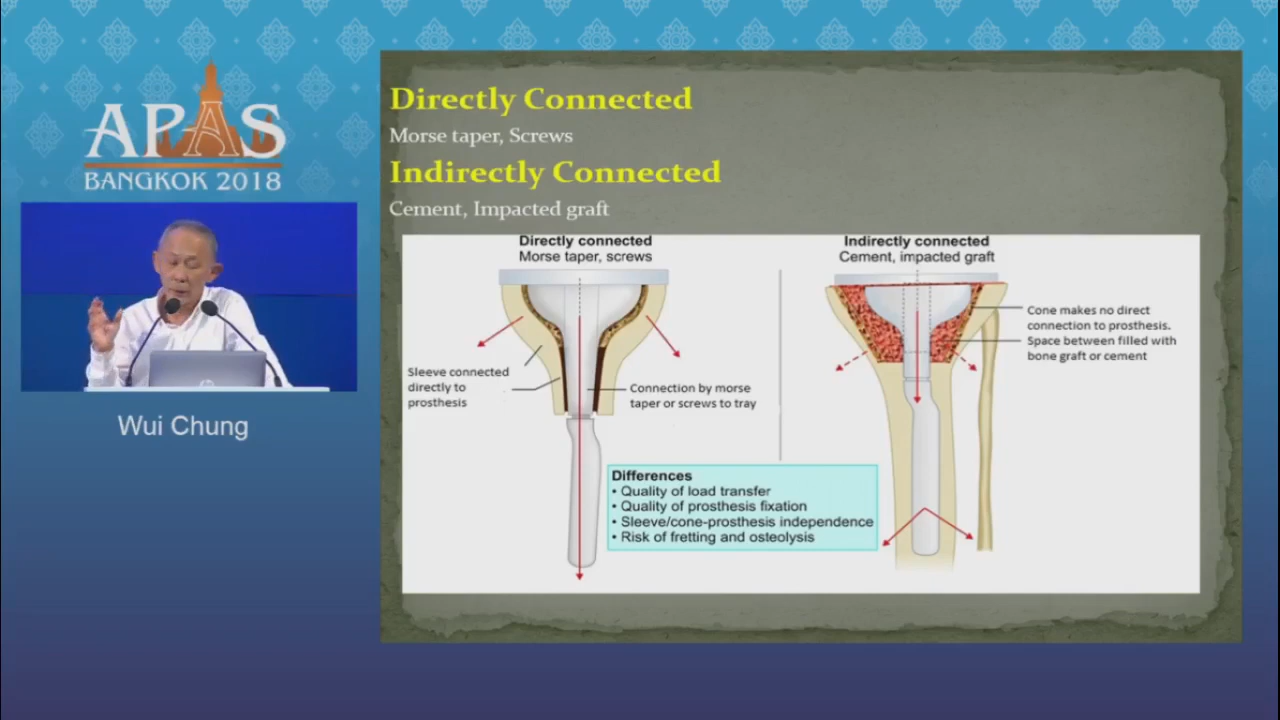 APAS
BANGKOK 2018
Wui Chung
Directly Connected
Morse taper, Screws
Indirectly Connected
Cement, Impacted graft
Directly connected
Morse taper, screws
Sleeve connected
directly to
prosthesis
Connection by morse
taper or screws to tray
Indirectly connected
Cement, impacted graft
Cone makes no direct
connection to prosthesis.
Space between filled with
bone graft or cement
Differences
• Quality of load transfer
• Quality of prosthesis fixation
• Sleeve/cone-prosthesis independence
• Risk of fretting and osteolysis